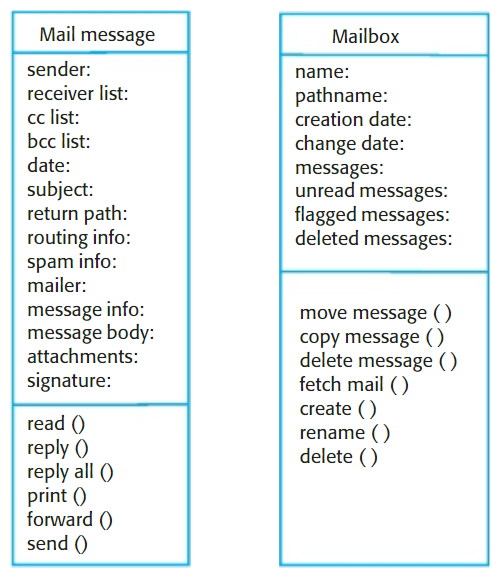 Mail message
sender:
receiver list:
cc list:
bcc list:
date:
subject:
return path:
routing info:
spam info:
mailer:
message info:
message body:
attachments:
signature:
read ()
reply ()
reply all ()
print ()
forward ()
send ()
Mailbox
name:
pathname:
creation date:
change date:
messages:
unread messages:
flagged messages:
deleted messages:
move message ( )
copy message ( )
delete message ( )
fetch mail ( )
create ( )
rename ( )
delete ( )